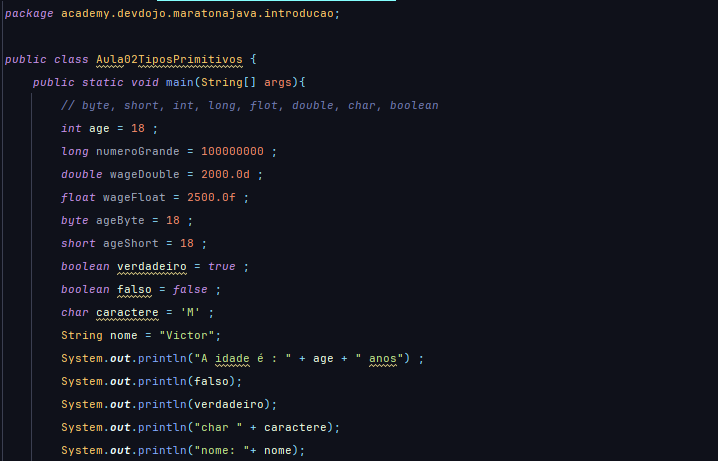 package academy.devdojo.maratonajava.introducao;
public class Aula02TiposPrimitivos {
public static void main(String[] args){
// byte, short, int, long, flot, double, char, boolean
int age = 18 ;
long numeroGrande = 100000000 ;
double wageDouble = 2000.0d ;
float wageFloat = 2500.0f ;
byte ageByte = 18 ;
short ageShort = 18 ;
boolean verdadeiro = true ;
boolean falso = false ;
char caractere = 'M' ;
String nome = "Victor";
System.out.println("A idade é : " + age + " anos") ;
System.out.println(falso);
System.out.println(verdadeiro);
System.out.println("char " + caractere);
System.out.println("nome: "+ nome);